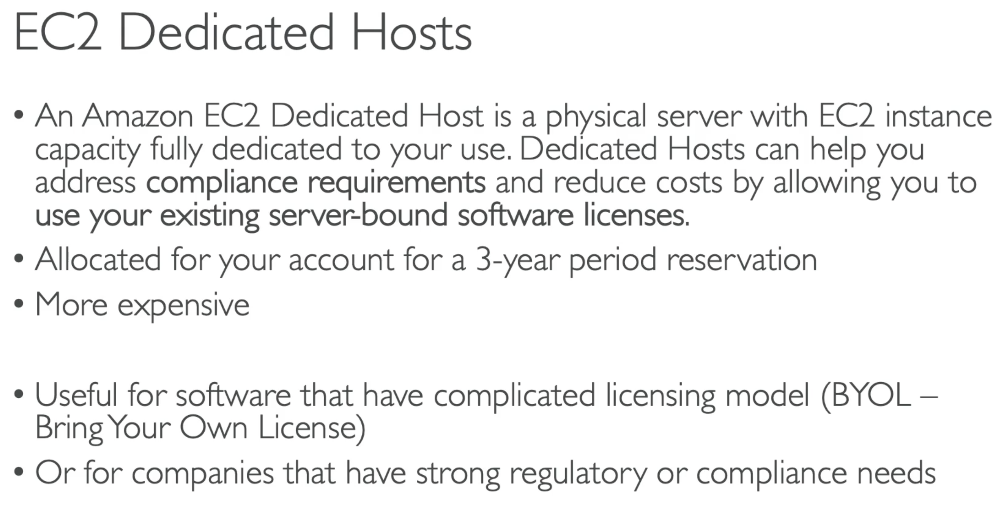 EC2 Dedicated Hosts
• An Amazon EC2 Dedicated Host is a physical server with EC2 instance
capacity fully dedicated to your use. Dedicated Hosts can help you
address compliance requirements and reduce costs by allowing you to
use your existing server-bound software licenses.
• Allocated for your account for a 3-year period reservation
• More expensive
• Useful for software that have complicated licensing model (BYOL –
Bring Your Own License)
• Or for companies that have strong regulatory or compliance needs